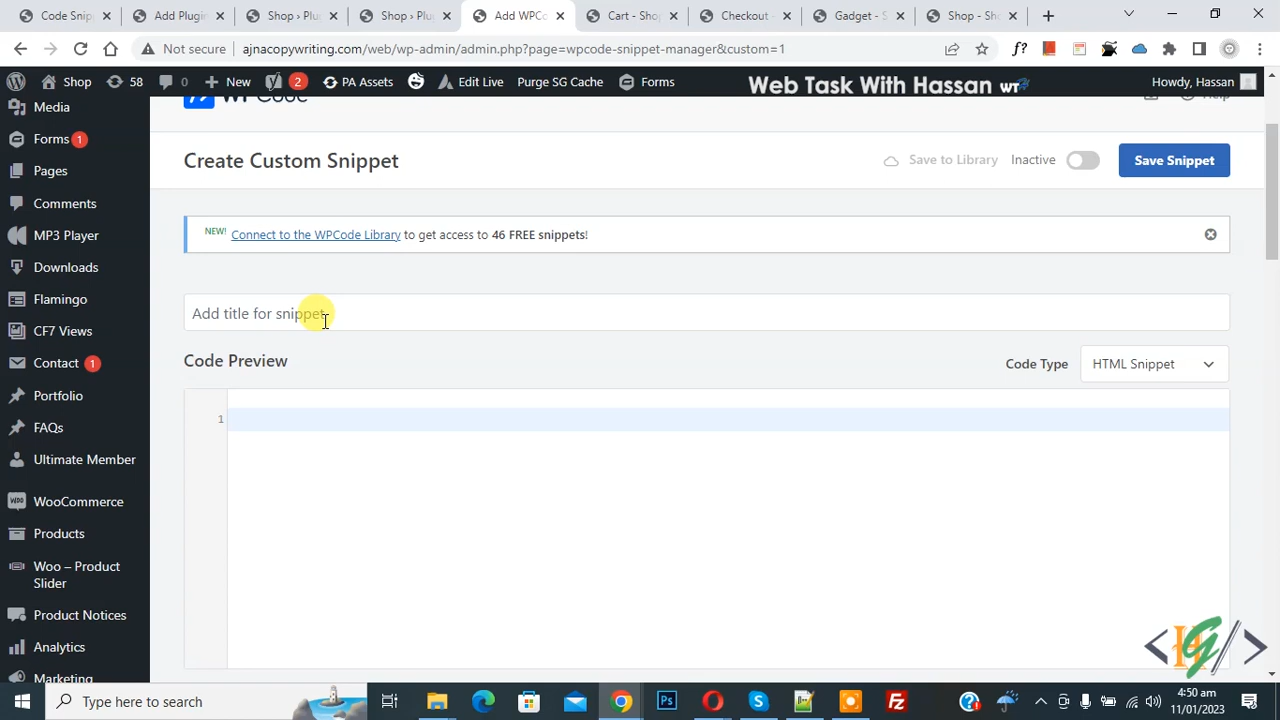 Code Snip
Add Plugin
Shop › Plu
Shop › Plu
Add WPC
Cart - Sho
Checkout -
Gadget - S
Shop - Sho
Not secure
ajnacopywriting.com/web/wp-admin/admin.php?page=wpcode-snippet-manager&custom=1
Shop 58 0 New 2 PA Assets Edit Live Purge SG Cache Forms Howdy, Hassan
Web Task With Hassan WT
Media
Forms 1
Pages
Comments
MP3 Player
Downloads
Flamingo
CF7 Views
Contact 1
Portfolio
FAQs
Ultimate Member
WooCommerce
Products
Woo – Product
Slider
Product Notices
Analytics
Marketing
WPCode
Help
Create Custom Snippet
Save to Library
Inactive
Save Snippet
NEW! Connect to the WPCode Library to get access to 46 FREE snippets!
Add title for snippet
Code Preview
Code Type
HTML Snippet
1
<HG/>
Type here to search
4:50 am
11/01/2023